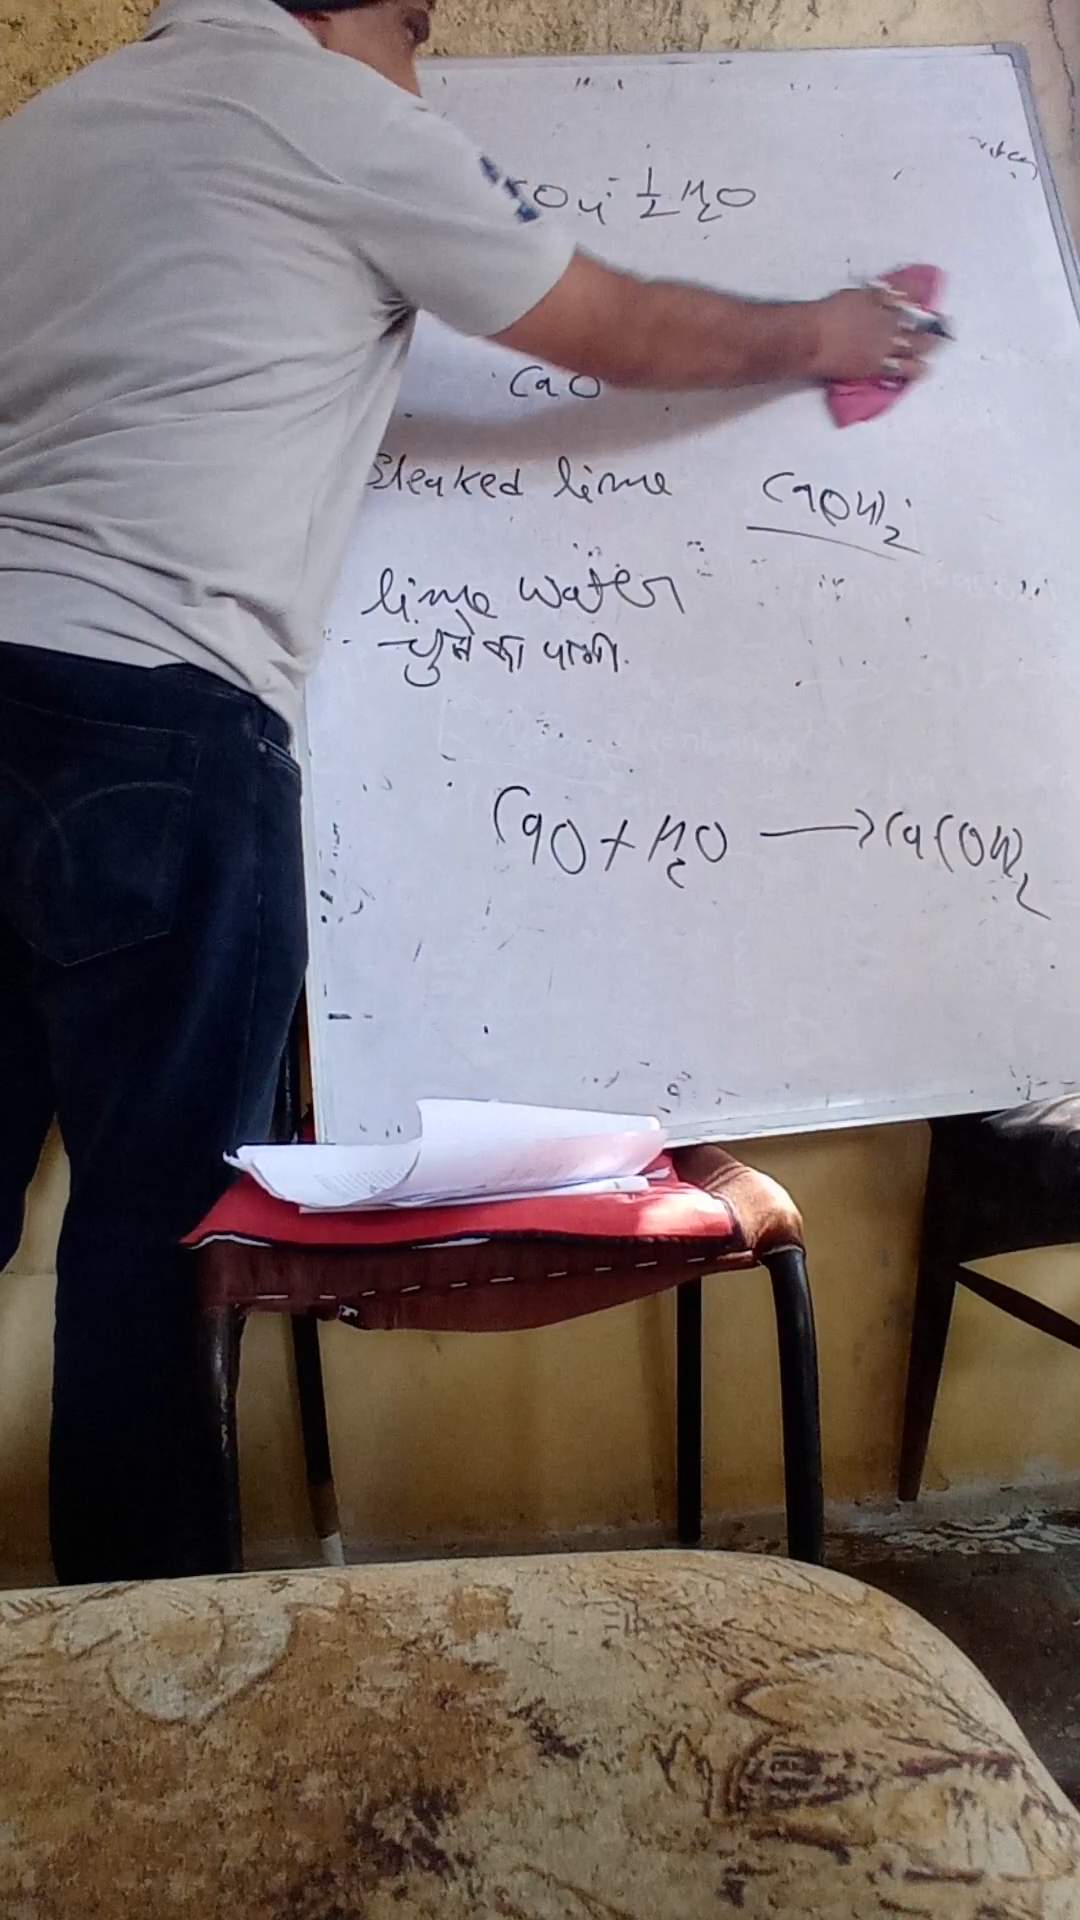 SO₄·½H₂O
CaO
Sleaked lime Ca(OH)₂
lime water
चुने का पानी.
CaO + H₂O ⟶ Ca(OH)₂